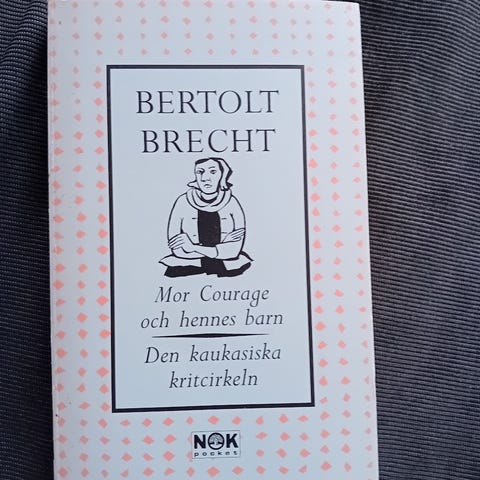 BERTOLT
BRECHT
Mor Courage
och hennes barn
Den kaukasiska
kritcirkeln
NOK
pocket